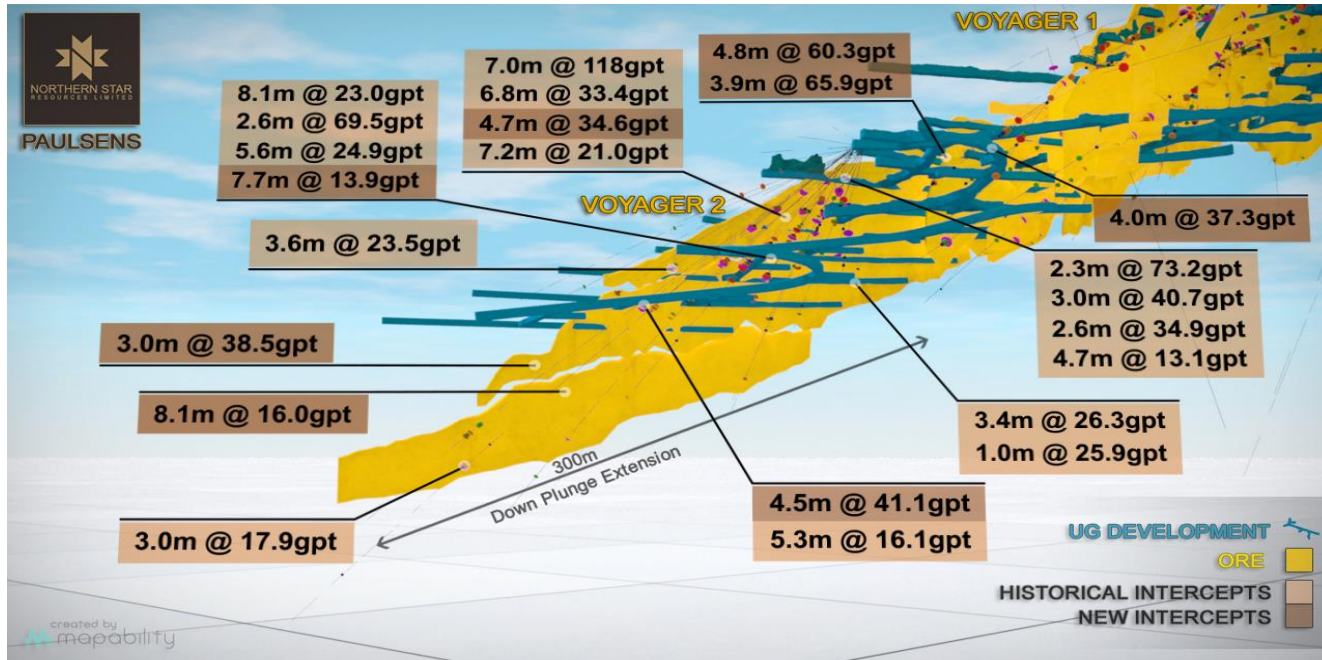 NORTHERN STAR
RESOURCES LIMITED
PAULSENS
VOYAGER 1
VOYAGER 2
8.1m @ 23.0gpt
2.6m @ 69.5gpt
5.6m @ 24.9gpt
7.7m @ 13.9gpt
7.0m @ 118gpt
6.8m @ 33.4gpt
4.7m @ 34.6gpt
7.2m @ 21.0gpt
4.8m @ 60.3gpt
3.9m @ 65.9gpt
4.0m @ 37.3gpt
3.6m @ 23.5gpt
2.3m @ 73.2gpt
3.0m @ 40.7gpt
2.6m @ 34.9gpt
4.7m @ 13.1gpt
3.0m @ 38.5gpt
8.1m @ 16.0gpt
3.4m @ 26.3gpt
1.0m @ 25.9gpt
300m
Down Plunge Extension
4.5m @ 41.1gpt
5.3m @ 16.1gpt
3.0m @ 17.9gpt
UG DEVELOPMENT
ORE
HISTORICAL INTERCEPTS
NEW INTERCEPTS
created by
mapability